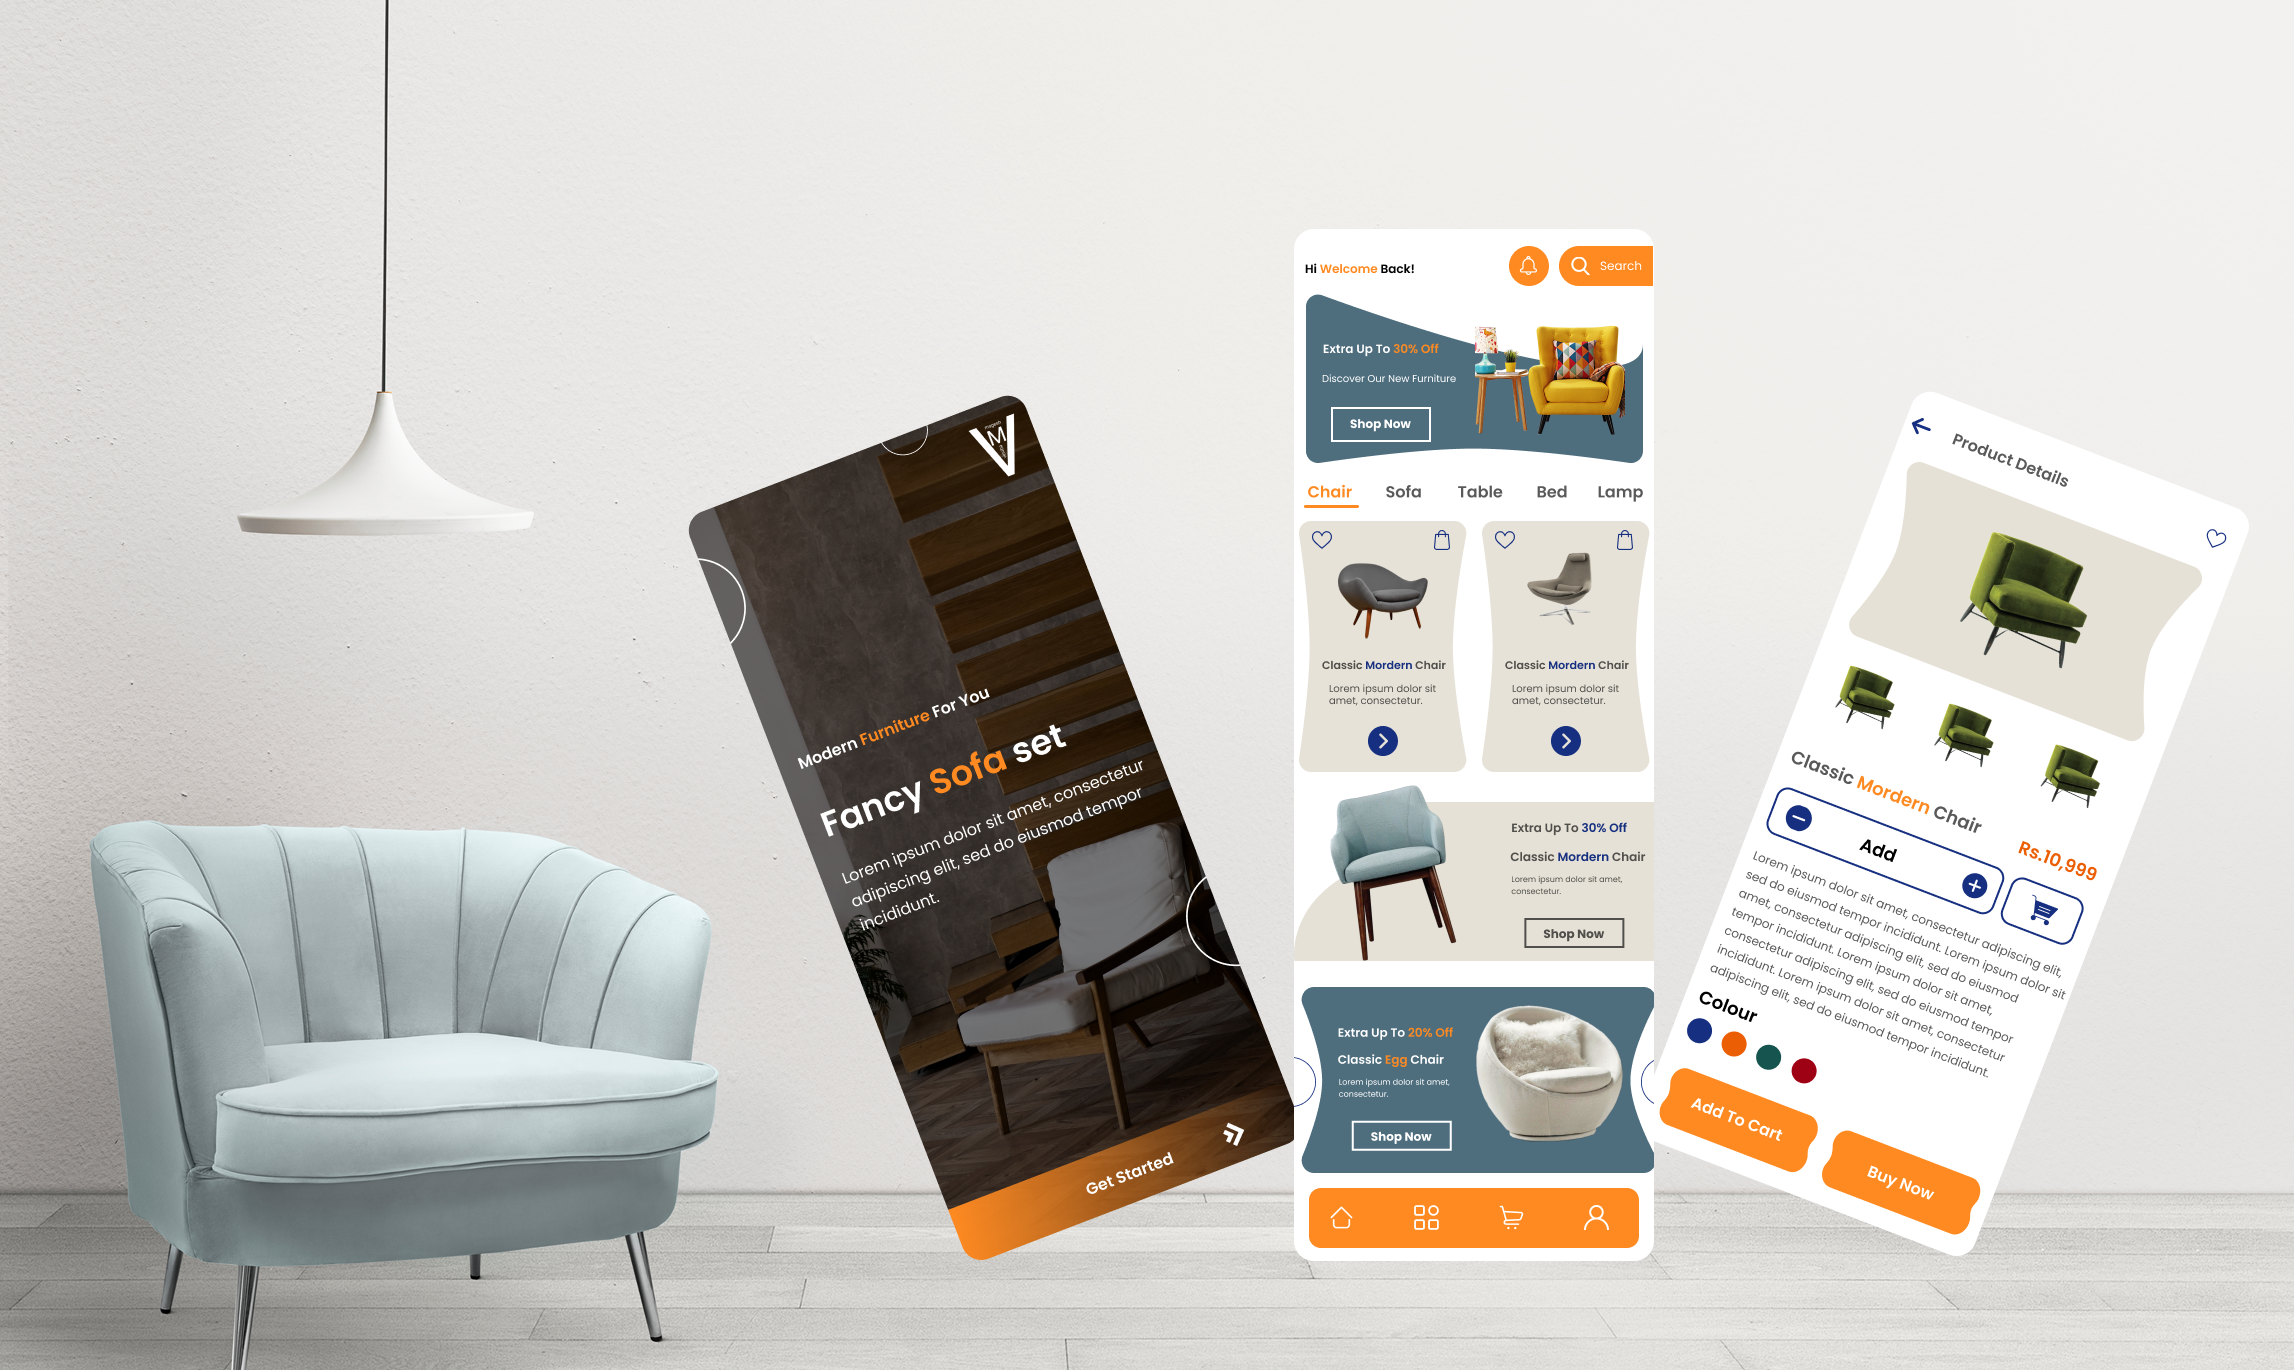 M
Modern Furniture For You
Fancy Sofa set
Lorem ipsum dolor sit amet, consectetur
adipiscing elit, sed do eiusmod tempor
incididunt.
Get Started
Hi Welcome Back!
Search
Extra Up To 30% Off
Discover Our New Furniture
Shop Now
Chair Sofa Table Bed Lamp
Classic Mordern Chair
Lorem ipsum dolor sit
amet, consectetur.
Classic Mordern Chair
Lorem ipsum dolor sit
amet, consectetur.
Extra Up To 30% Off
Classic Mordern Chair
Lorem ipsum dolor sit amet,
consectetur.
Shop Now
Extra Up To 20% Off
Classic Egg Chair
Lorem ipsum dolor sit amet,
consectetur.
Shop Now
Product Details
Classic Mordern Chair
Rs.10,999
Add
Lorem ipsum dolor sit amet, consectetur adipiscing elit,
sed do eiusmod tempor incididunt. Lorem ipsum dolor sit
amet, consectetur adipiscing elit, sed do eiusmod
tempor incididunt. Lorem ipsum dolor sit amet,
consectetur adipiscing elit, sed do eiusmod tempor
incididunt. Lorem ipsum dolor sit amet, consectetur
adipiscing elit, sed do eiusmod tempor incididunt.
Colour
Add To Cart
Buy Now